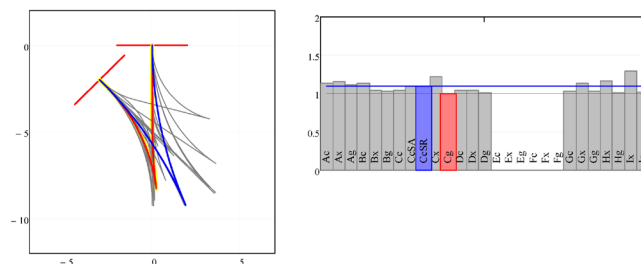 0
−5
−10
−5
0
5
2
1.5
1
0.5
0
Ac
Ax
Ag
Bc
Bx
Bg
Cc
CcSA
CcSR
Cx
Cg
Dc
Dx
Dg
Ec
Ex
Eg
Fc
Fx
Fg
Gc
Gx
Gg
Hx
Hg
Ix